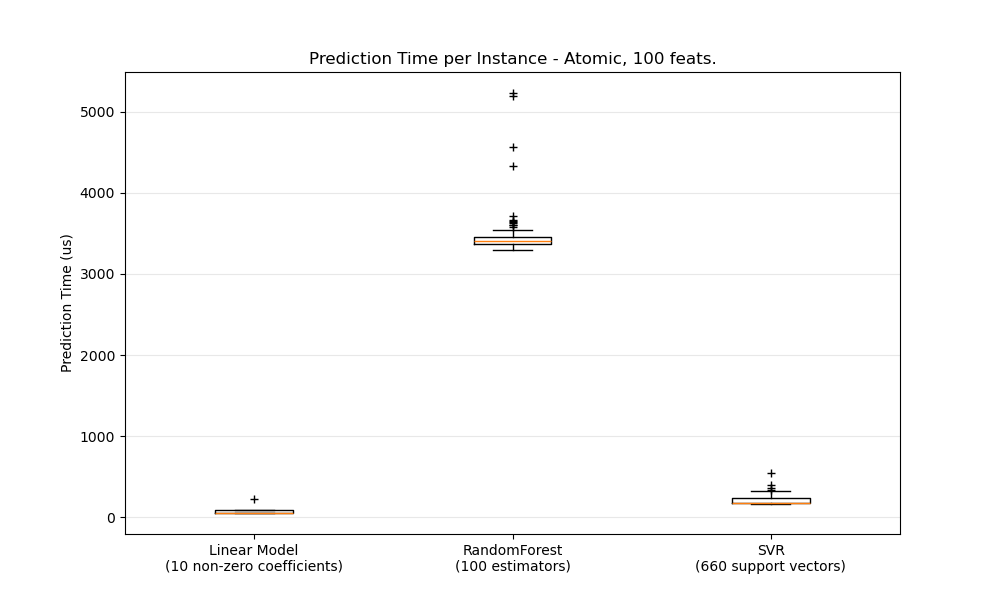 Prediction Time per Instance - Atomic, 100 feats.
Prediction Time (us)
5000
4000
3000
2000
1000
0
Linear Model
(10 non-zero coefficients)
RandomForest
(100 estimators)
SVR
(660 support vectors)